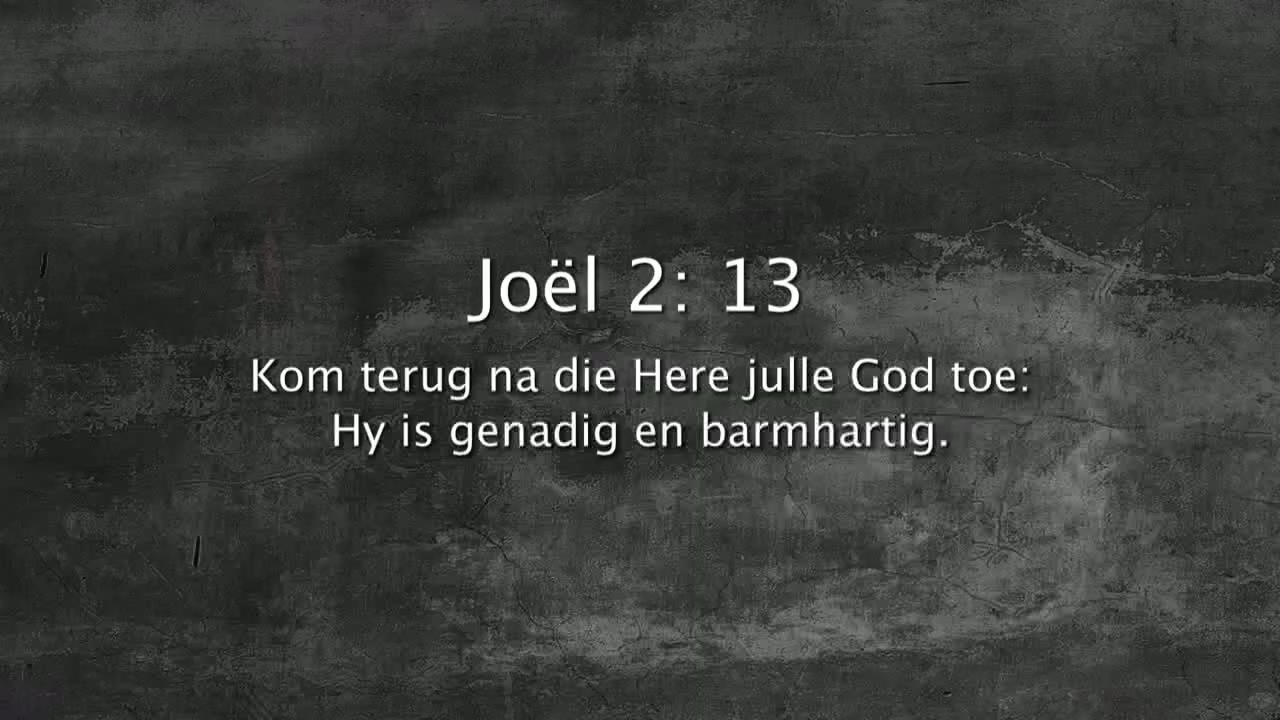 Joël 2: 13
Kom terug na die Here julle God toe:
Hy is genadig en barmhartig.